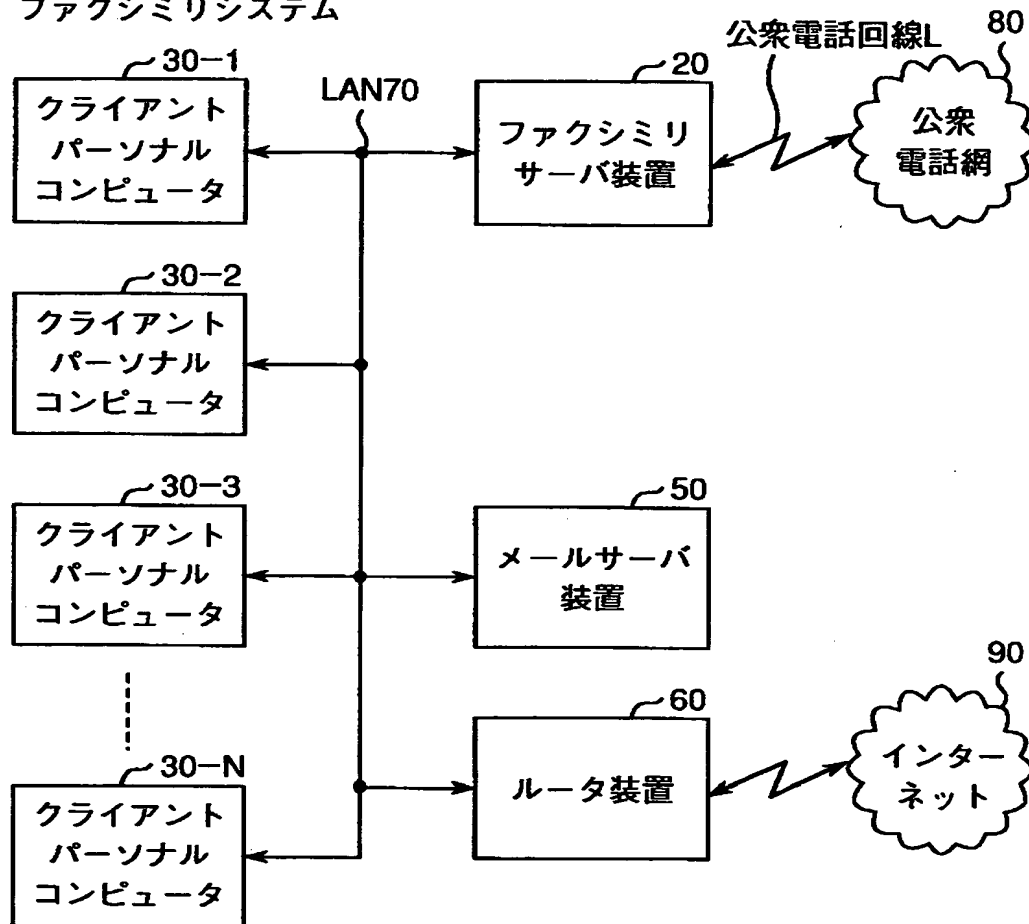 ファクシミリシステム
30-1
クライアント
パーソナル
コンピュータ
LAN70
20
ファクシミリ
サーバ装置
公衆電話回線L
80
公衆
電話網
30-2
クライアント
パーソナル
コンピュータ
30-3
クライアント
パーソナル
コンピュータ
50
メールサーバ
装置
30-N
クライアント
パーソナル
コンピュータ
60
ルータ装置
90
インター
ネット